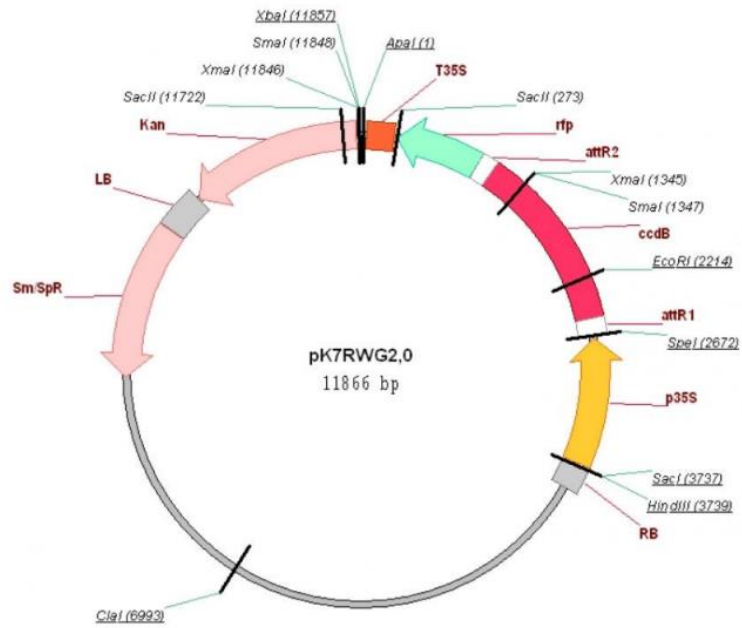 XbaI (11857)
SmaI (11848)
ApaI (1)
XmaI (11846)
T35S
SacII (11722)
SacII (273)
Kan
rfp
attR2
LB
XmaI (1345)
SmaI (1347)
ccdB
EcoRI (2214)
Sm/SpR
attR1
SpeI (2672)
pK7RWG2,0
11866 bp
p35S
SacI (3737)
HindIII (3739)
RB
ClaI (6993)